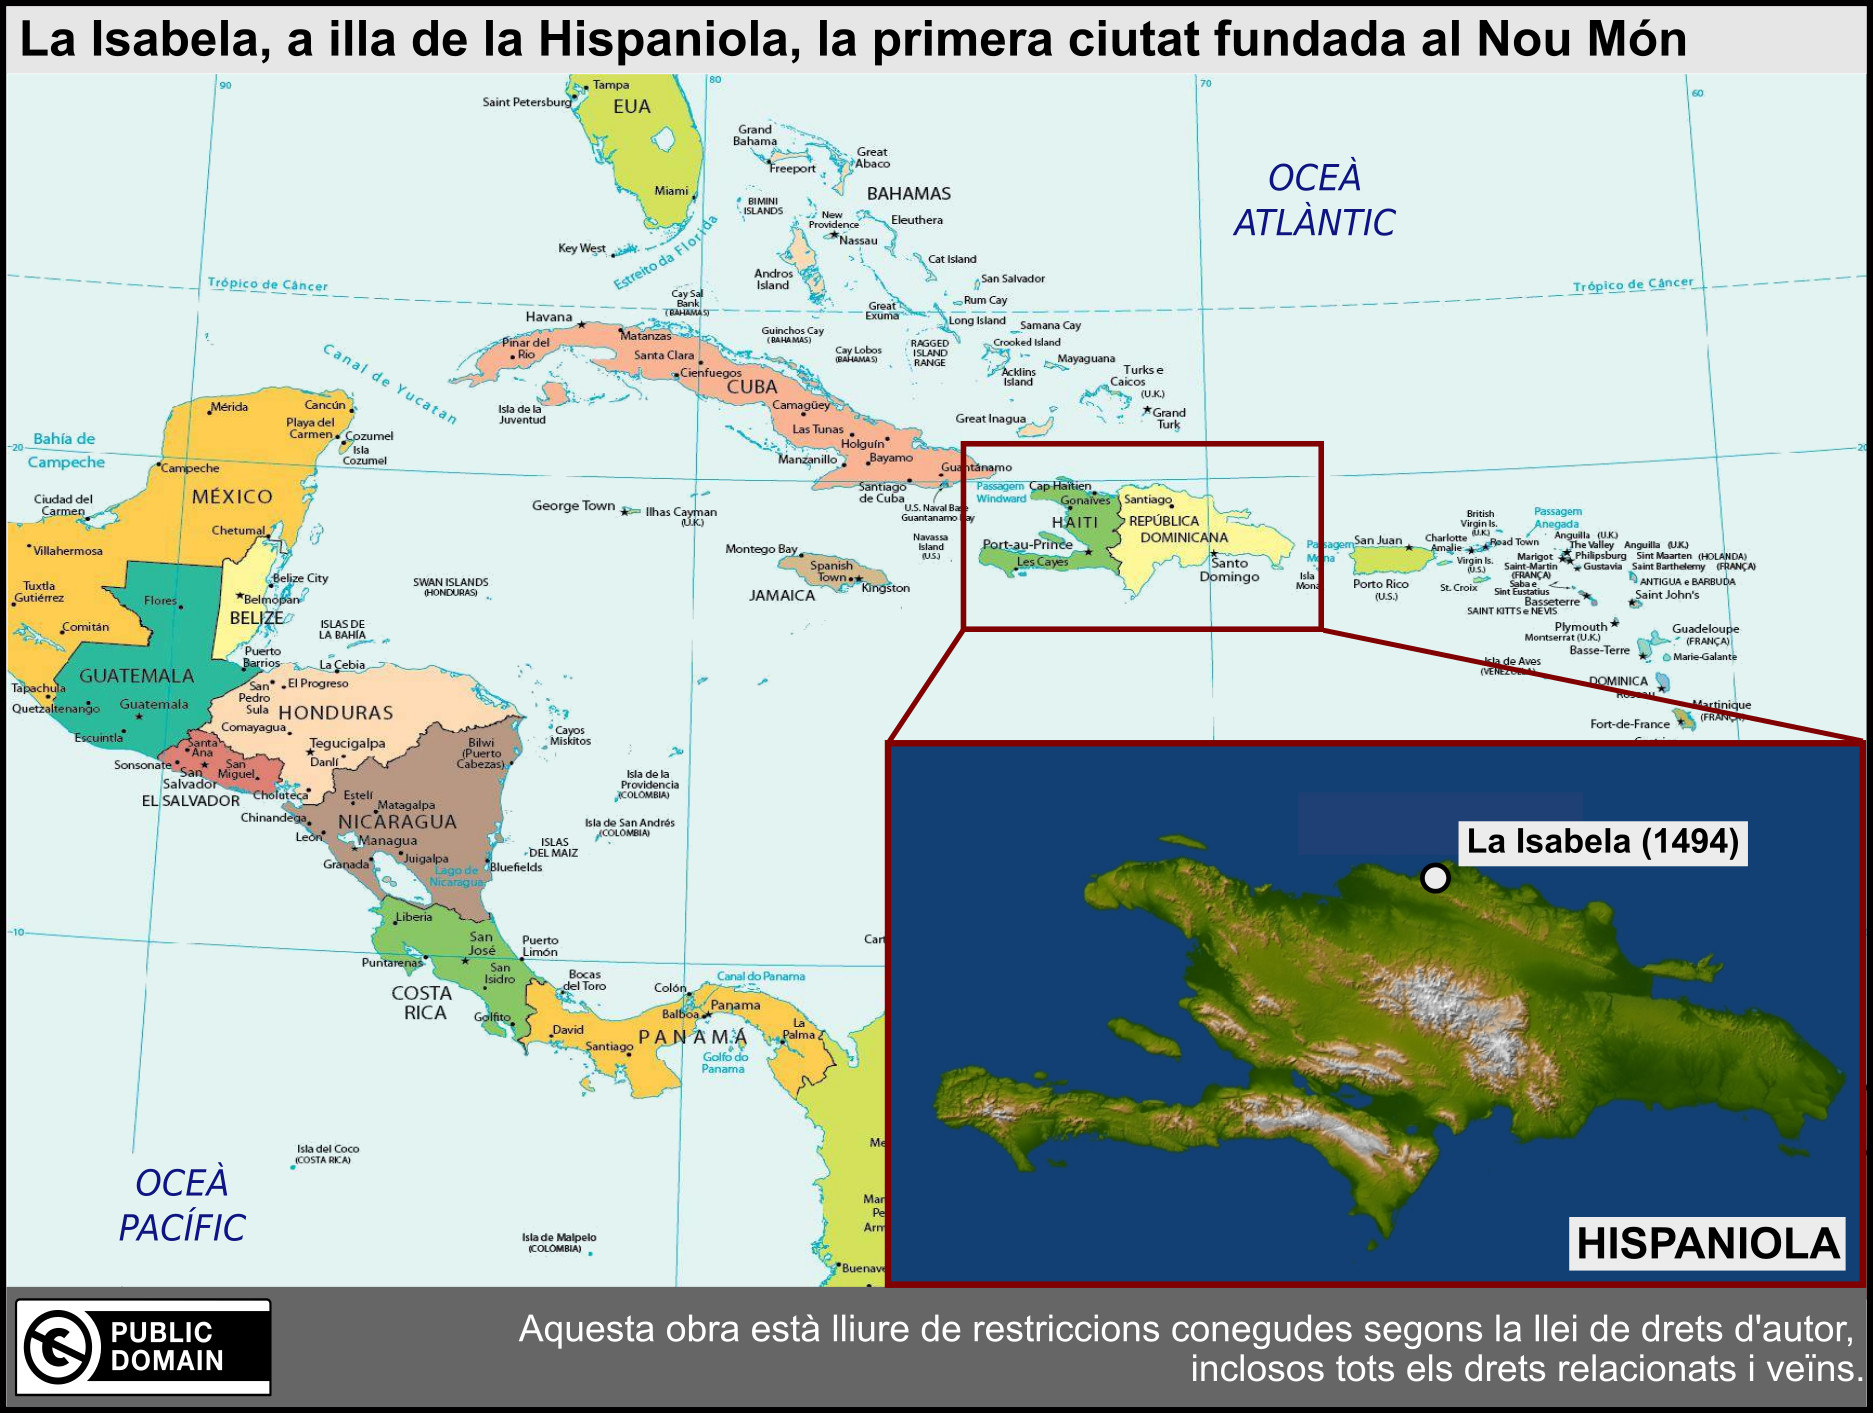 La Isabela, a illa de la Hispaniola, la primera ciutat fundada al Nou Món
90
80
70
60
Tampa
Saint Petersburg
EUA
Miami
Key West
Estreito da Florida
Grand
Bahama
Freeport
Great
Abaco
BAHAMAS
BIMINI
ISLANDS
New
Providence
Nassau
Eleuthera
Cat Island
Andros
Island
San Salvador
Rum Cay
Great
Exuma
Long Island
Samana Cay
Crooked Island
RAGGED
ISLAND
RANGE
Acklins
Island
Mayaguana
Turks e
Caicos
(U.K.)
Grand
Turk
Great Inagua
Cay Sal
Bank
(BAHAMAS)
Guinchos Cay
(BAHAMAS)
Cay Lobos
(BAHAMAS)
OCEÀ
ATLÀNTIC
Trópico de Câncer
Trópico de Câncer
Canal de Yucatan
Havana
Matanzas
Pinar del
Rio
Santa Clara
Cienfuegos
CUBA
Isla de la
Juventud
Camagüey
Las Tunas
Holguín
Manzanillo
Bayamo
Guantánamo
Santiago
de Cuba
U.S. Naval Base
Guantanamo Bay
Passagem
Windward
Navassa
Island
(U.S.)
Cap Haïtien
Gonaïves
HAITI
Port-au-Prince
Les Cayes
Santiago
REPÚBLICA
DOMINICANA
Santo
Domingo
Passagem
Mona
Isla
Mona
San Juan
Porto Rico
(U.S.)
British
Virgin Is.
(U.K.)
Charlotte
Amalie
Road Town
Virgin Is.
(U.S.)
St. Croix
Passagem
Anegada
Anguilla (U.K.)
The Valley Anguilla (U.K.)
Marigot
Philipsburg Sint Maarten (HOLANDA)
Saint-Martin
(FRANÇA)
Gustavia Saint Barthelemy (FRANÇA)
Saba e
Sint Eustatius
ANTIGUA e BARBUDA
Basseterre
Saint John's
SAINT KITTS e NEVIS
Plymouth
Montserrat (U.K.)
Guadeloupe
(FRANÇA)
Basse-Terre
Marie-Galante
Isla de Aves
(VENEZUELA)
DOMINICA
Roseau
Martinique
(FRANÇA)
Fort-de-France
20
20
10
Bahía de
Campeche
Mérida
Cancún
Playa del
Carmen
Cozumel
Isla
Cozumel
Campeche
MÉXICO
Ciudad del
Carmen
Chetumal
Villahermosa
Tuxtla
Gutiérrez
Comitán
Tapachula
George Town
Ilhas Cayman
(U.K.)
Montego Bay
Spanish
Town
Kingston
JAMAICA
SWAN ISLANDS
(HONDURAS)
Belize City
Belmopan
BELIZE
Flores
ISLAS DE
LA BAHÍA
Puerto
Barrios
La Cebia
GUATEMALA
Quetzaltenango
Guatemala
Escuintla
San
Pedro
Sula
El Progreso
HONDURAS
Comayagua
Tegucigalpa
Danlí
Choluteca
Santa
Ana
Sonsonate
San
Salvador
San
Miguel
EL SALVADOR
Bilwi
(Puerto
Cabezas)
Cayos
Miskitos
Estelí
Matagalpa
Chinandega
NICARAGUA
León
Managua
Granada
Juigalpa
Lago de
Nicaragua
Bluefields
ISLAS
DEL MAIZ
Isla de la
Providencia
(COLÔMBIA)
Isla de San Andrés
(COLÔMBIA)
Liberia
San
José
Puerto
Limón
Puntarenas
San
Isidro
COSTA
RICA
Golfito
Bocas
del Toro
David
Santiago
Colón
Canal do Panama
Balboa
Panama
PANAMÁ
La
Palma
Golfo do
Panama
Cart
Me
Man
Pe
Arm
Buenave
Isla del Coco
(COSTA RICA)
Isla de Malpelo
(COLÔMBIA)
OCEÀ
PACÍFIC
La Isabela (1494)
HISPANIOLA
PUBLIC
DOMAIN
Aquesta obra està lliure de restriccions conegudes segons la llei de drets d'autor,
inclosos tots els drets relacionats i veïns.